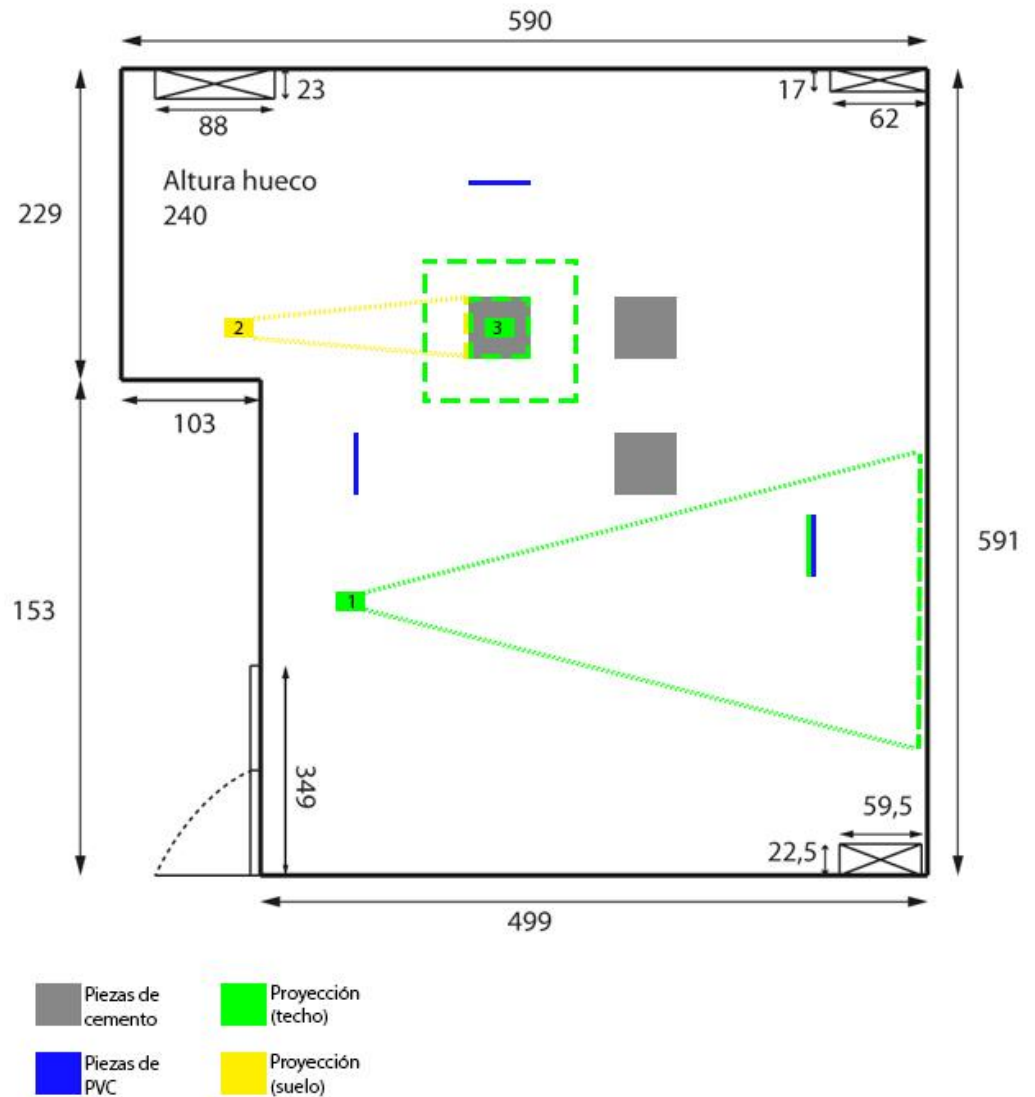 590
23
17
88
62
Altura hueco
240
229
2
3
103
591
153
1
349
59,5
22,5
499
Piezas de
cemento
Proyección
(techo)
Piezas de
PVC
Proyección
(suelo)